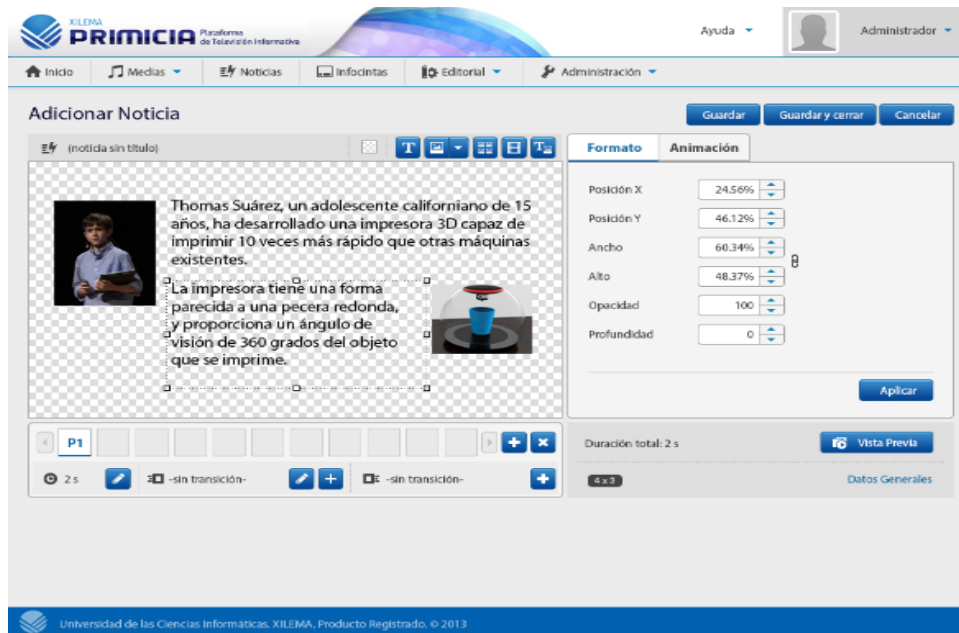 XILEMA
PRIMICIA Plataforma de Televisión Informativa
Ayuda
Administrador
Inicio Medias Noticias Infocintas Editorial Administración
Adicionar Noticia
Guardar Guardar y cerrar Cancelar
(noticia sin título)
T
Formato Animación
Thomas Suárez, un adolescente californiano de 15
años, ha desarrollado una impresora 3D capaz de
imprimir 10 veces más rápido que otras máquinas
existentes.
La impresora tiene una forma
parecida a una pecera redonda,
y proporciona un ángulo de
visión de 360 grados del objeto
que se imprime.
Posición X 24.56%
Posición Y 46.12%
Ancho 60.34%
Alto 48.37%
Opacidad 100
Profundidad 0
Aplicar
P1
Duración total: 2 s
Vista Previa
2 s -sin transición- -sin transición-
4 x 3
Datos Generales
Universidad de las Ciencias Informáticas. XILEMA, Producto Registrado. © 2013